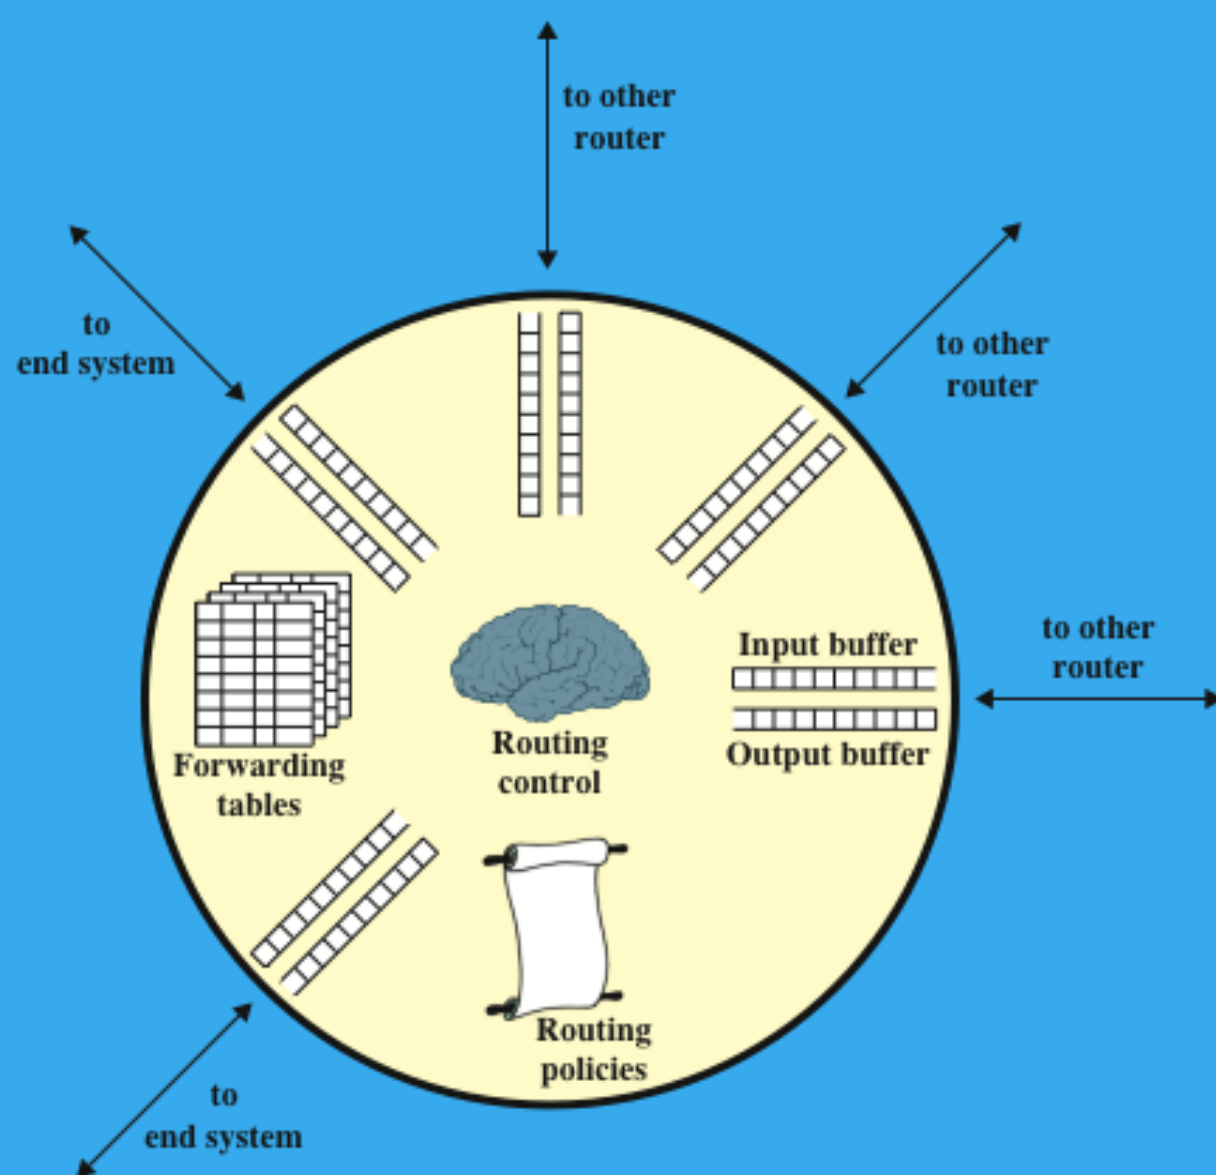 to other
router
to
end system
to other
router
to other
router
Input buffer
Output buffer
Routing
control
Forwarding
tables
Routing
policies
to
end system